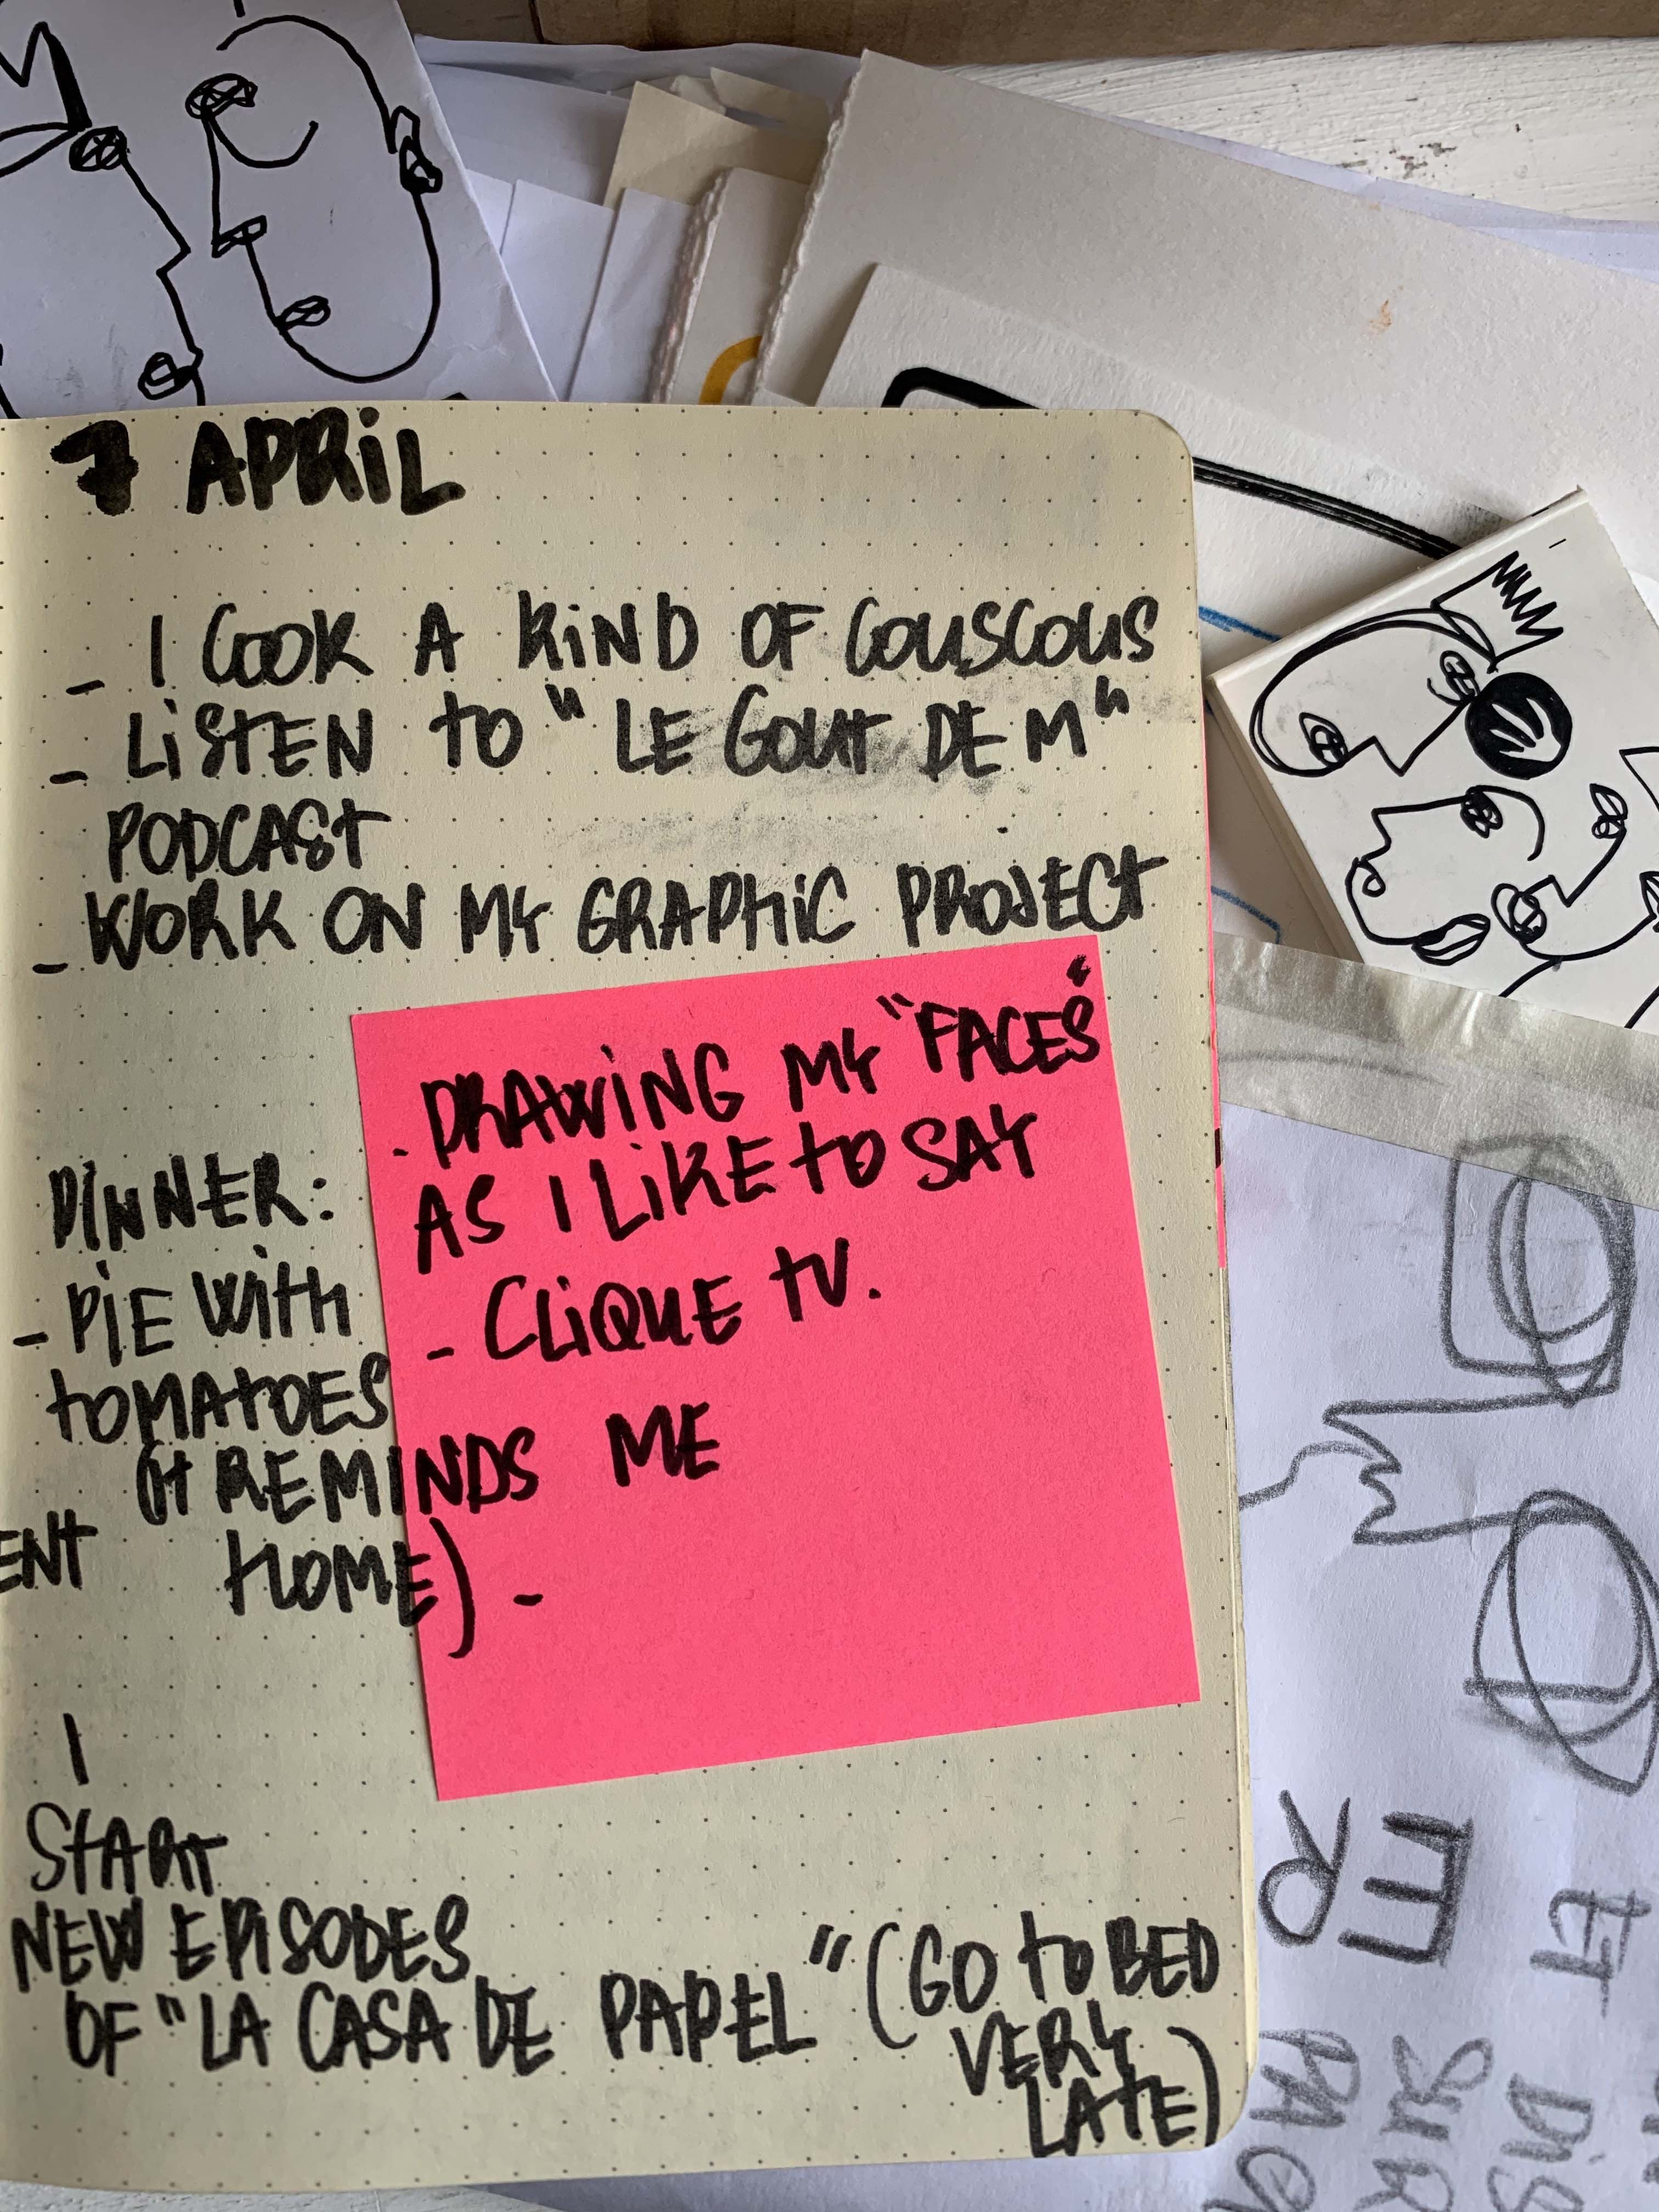 7 APRIL
- I COOK A KIND OF COUSCOUS
- LISTEN TO "LE GOUT DE M"
PODCAST
- WORK ON MY GRAPHIC PROJECT
. DRAWING MY "FACES"
AS I LIKE TO SAY
- CLIQUE TV.
DINNER:
- PIE WITH
TOMATOES
(IT REMINDS ME
ENT HOME) -
I
START
NEW EPISODES
OF "LA CASA DE PAPEL" (GO TO BED
VERY
LATE)
ER
ET
SUR
DIS